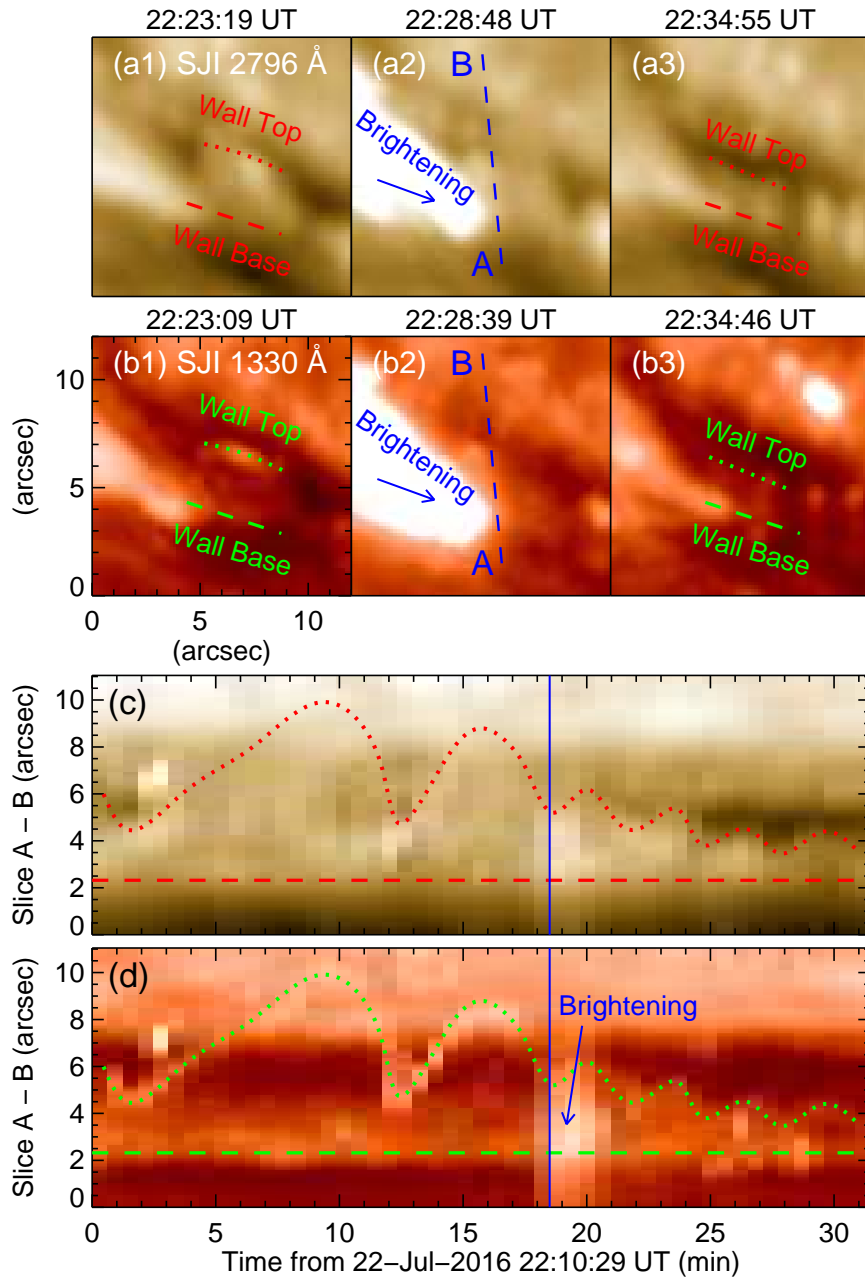 22:23:19 UT 22:28:48 UT 22:34:55 UT
(a1) SJI 2796 Å (a2) (a3)
B
Wall Top
Brightening
Wall Top
Wall Base
A
Wall Base
22:23:09 UT 22:28:39 UT 22:34:46 UT
(b1) SJI 1330 Å (b2) (b3)
B
Wall Top
Brightening
Wall Top
Wall Base
A
Wall Base
10
5
0
(arcsec)
0 5 10
(arcsec)
(c)
10
8
6
4
2
0
Slice A − B (arcsec)
(d)
Brightening
10
8
6
4
2
0
Slice A − B (arcsec)
0 5 10 15 20 25 30
Time from 22−Jul−2016 22:10:29 UT (min)